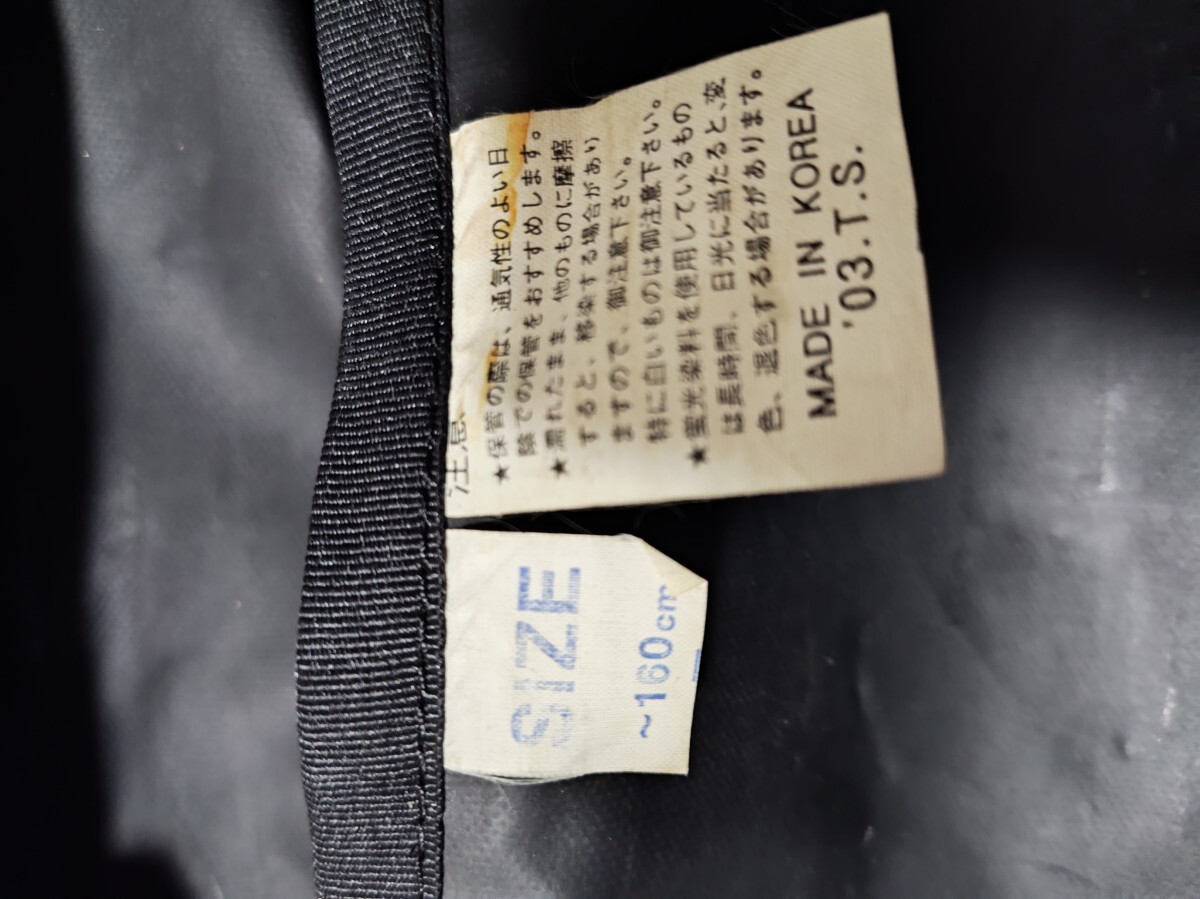 注意
★保管の際は、通気性のよい日
陰での保管をおすすめします。
★濡れたまま、他のものに摩擦
すると、移染する場合があり
ますので、御注意下さい。
特に白いものは御注意下さい。
★蛍光染料を使用しているもの
は長時間、日光に当たると、変
色、退色する場合があります。
MADE IN KOREA
'03.T.S.
SIZE
~160cm